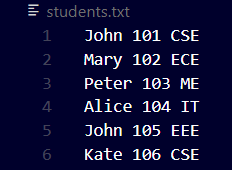 students.txt
1 John 101 CSE
2 Mary 102 ECE
3 Peter 103 ME
4 Alice 104 IT
5 John 105 EEE
6 Kate 106 CSE